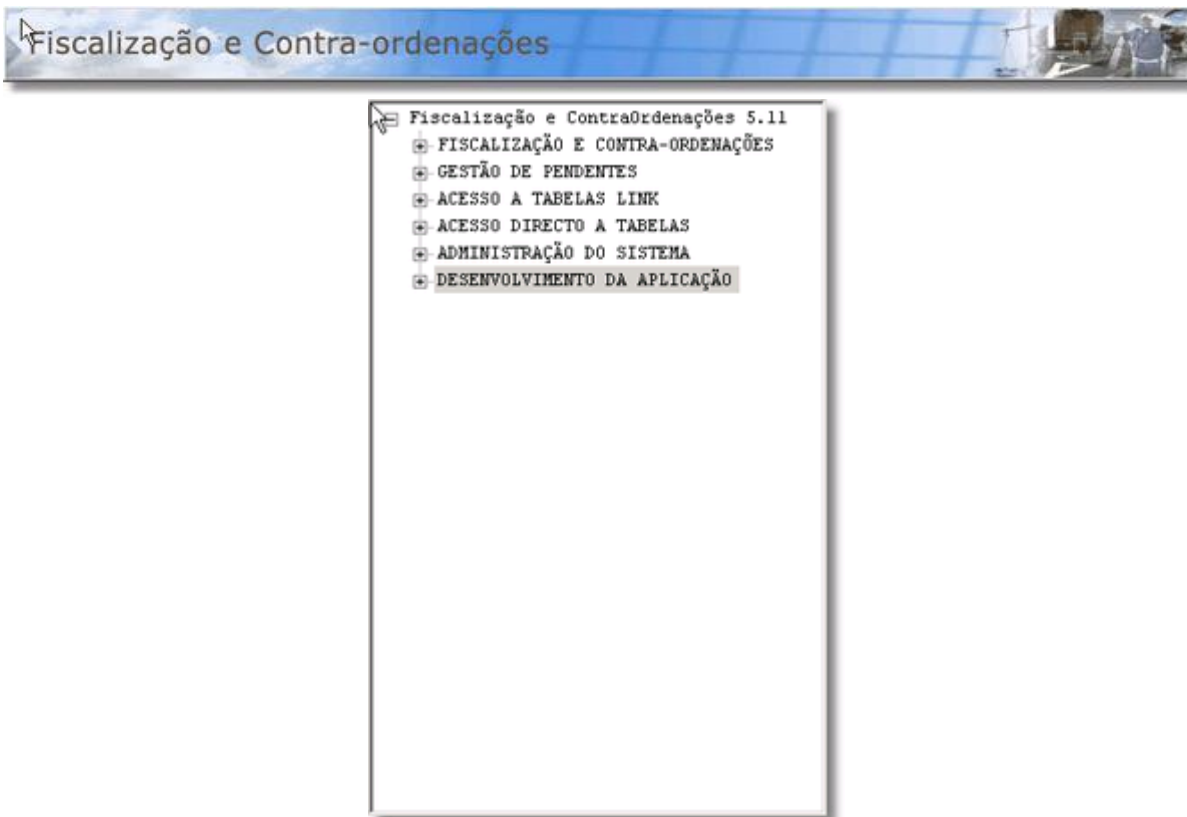 Fiscalização e Contra-ordenações
Fiscalização e ContraOrdenações 5.11
FISCALIZAÇÃO E CONTRA-ORDENAÇÕES
GESTÃO DE PENDENTES
ACESSO A TABELAS LINK
ACESSO DIRECTO A TABELAS
ADMINISTRAÇÃO DO SISTEMA
DESENVOLVIMENTO DA APLICAÇÃO